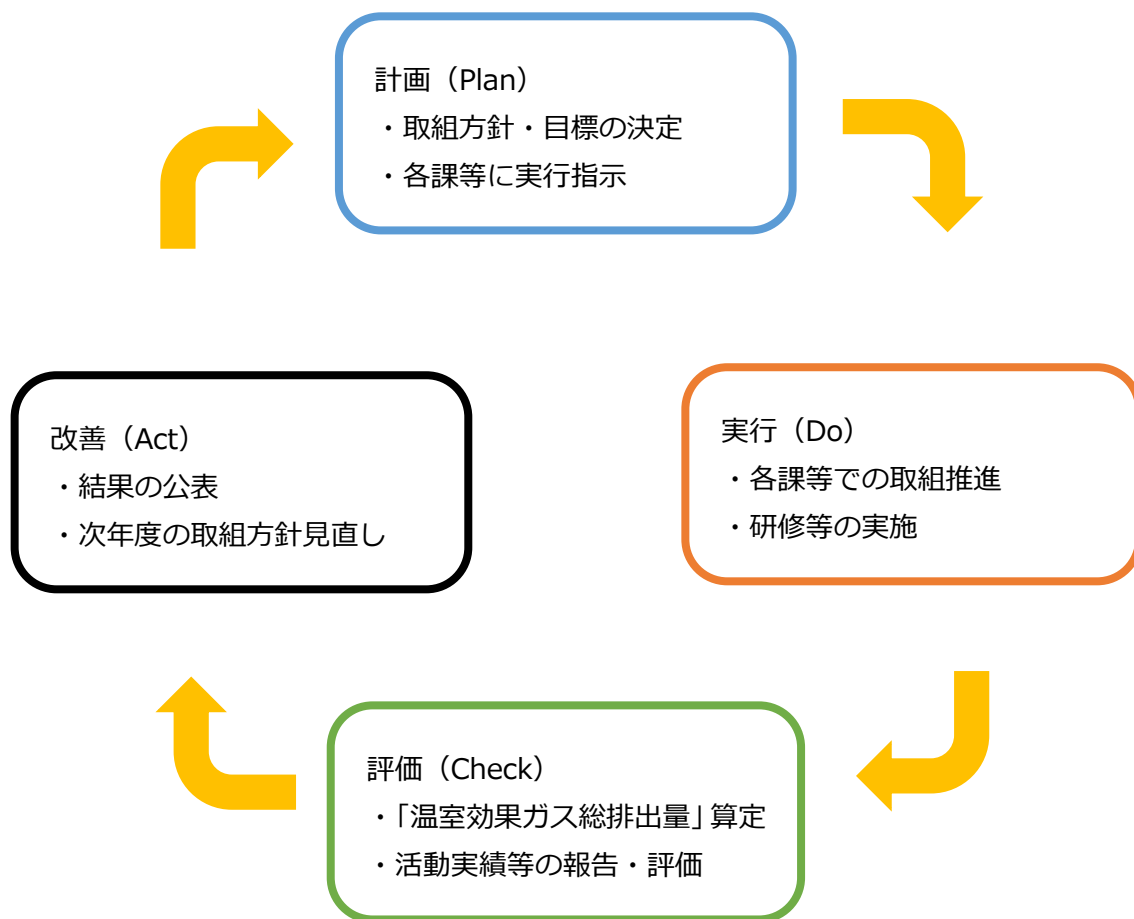 計画（Plan）
・取組方針・目標の決定
・各課等に実行指示
改善（Act）
・結果の公表
・次年度の取組方針見直し
実行（Do）
・各課等での取組推進
・研修等の実施
評価（Check）
・「温室効果ガス総排出量」算定
・活動実績等の報告・評価